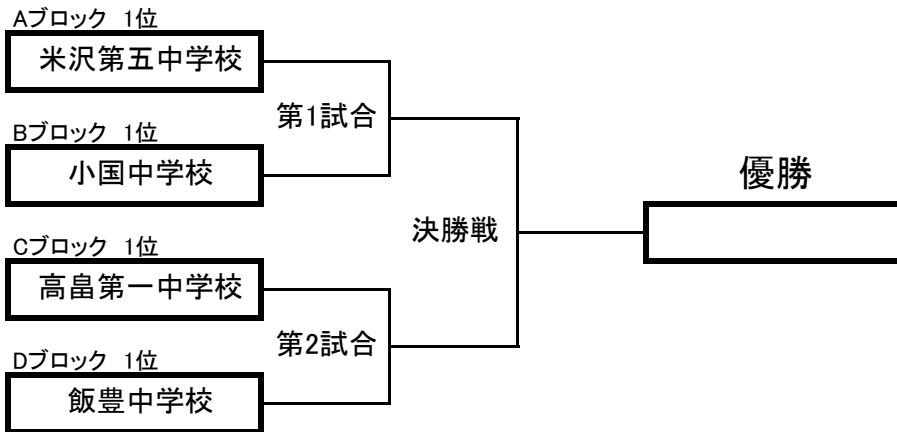 Aブロック 1位
米沢第五中学校
第1試合
Bブロック 1位
小国中学校
優勝
決勝戦
Cブロック 1位
高畠第一中学校
第2試合
Dブロック 1位
飯豊中学校